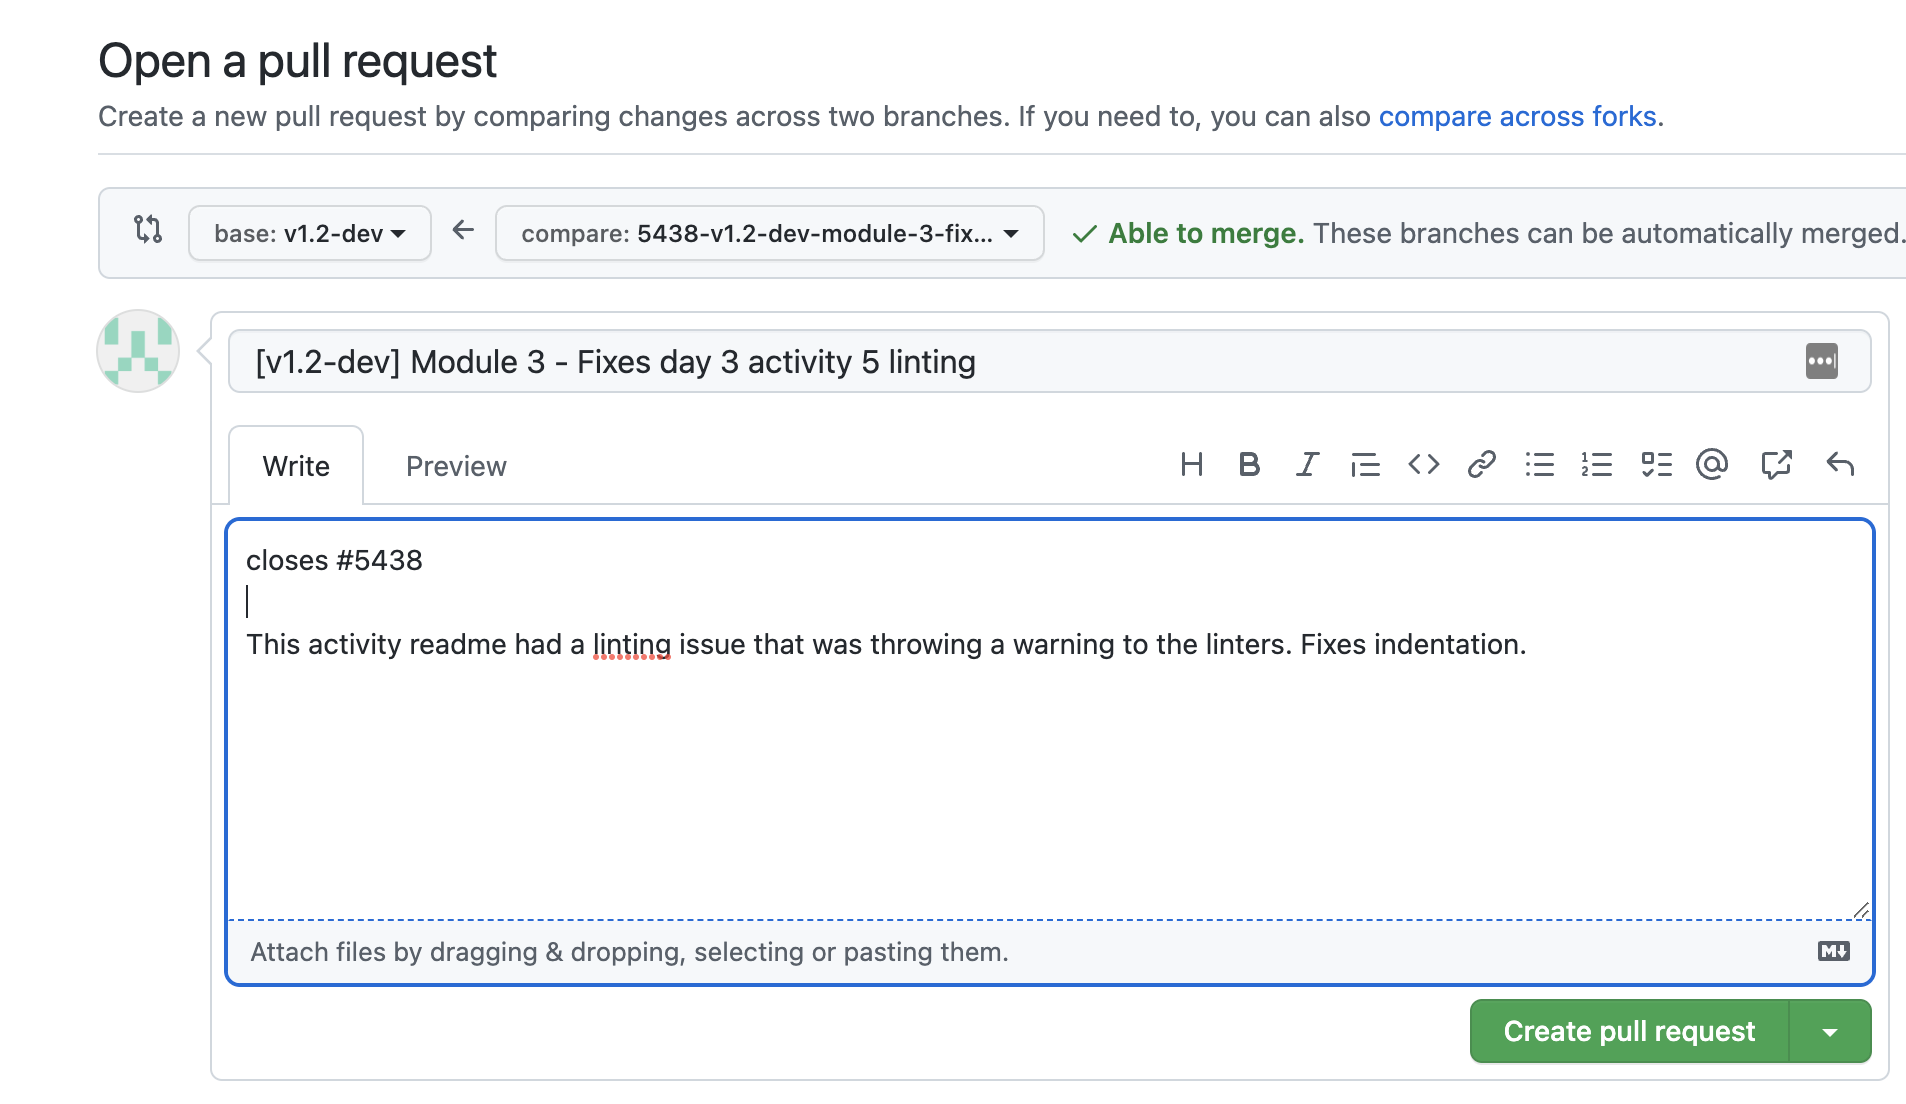 Open a pull request
Create a new pull request by comparing changes across two branches. If you need to, you can also compare across forks.
base: v1.2-dev compare: 5438-v1.2-dev-module-3-fix... Able to merge. These branches can be automatically merged.
[v1.2-dev] Module 3 - Fixes day 3 activity 5 linting
Write Preview
closes #5438
This activity readme had a linting issue that was throwing a warning to the linters. Fixes indentation.
Attach files by dragging & dropping, selecting or pasting them.
Create pull request